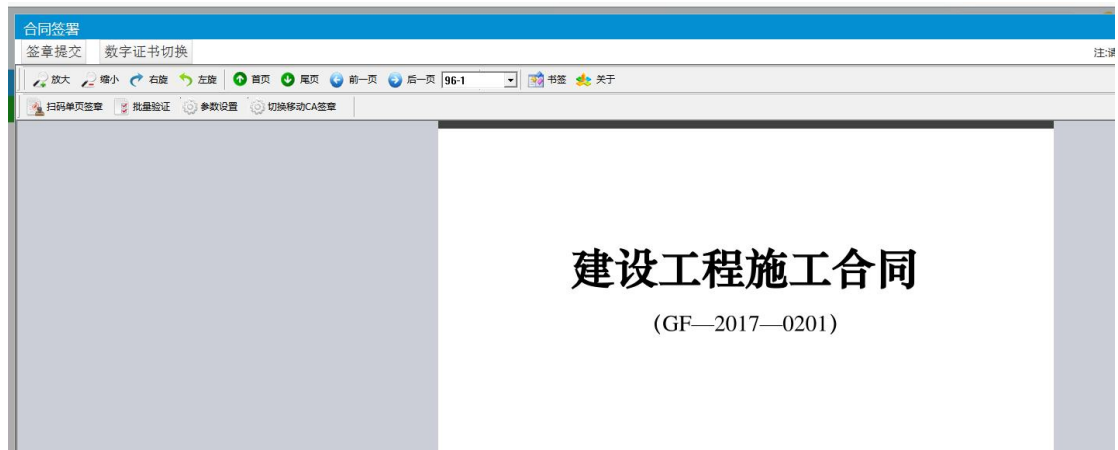 合同签署
签章提交 数字证书切换
注:
放大 缩小 右旋 左旋 首页 尾页 前一页 后一页 96-1 书签 关于
扫码单页签章 批量验证 参数设置 切换移动CA签章
建设工程施工合同
(GF—2017—0201)